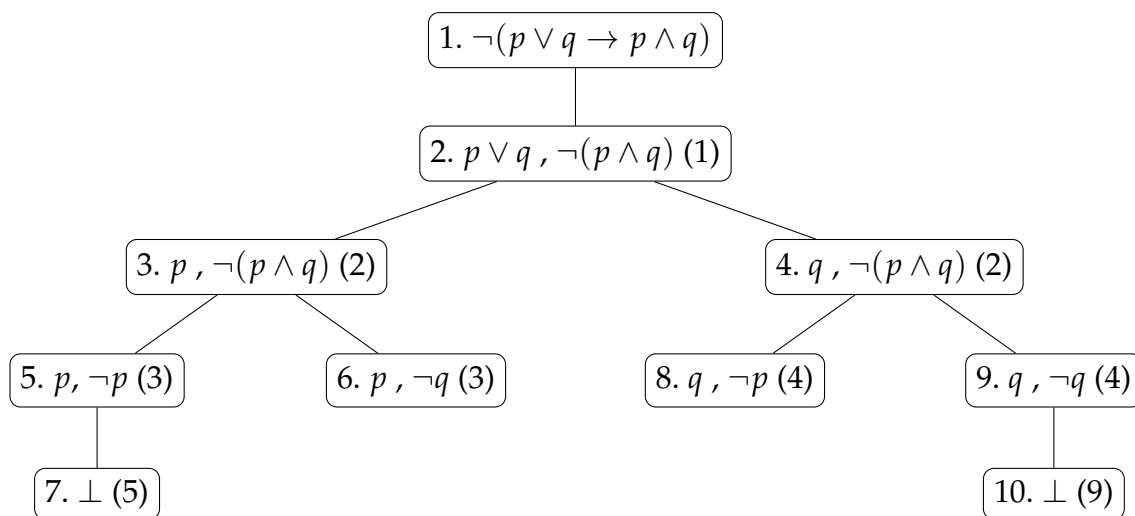 1. ¬(p ∨ q → p ∧ q)
2. p ∨ q , ¬(p ∧ q) (1)
3. p , ¬(p ∧ q) (2)
4. q , ¬(p ∧ q) (2)
5. p, ¬p (3)
6. p , ¬q (3)
8. q , ¬p (4)
9. q , ¬q (4)
7. ⊥ (5)
10. ⊥ (9)